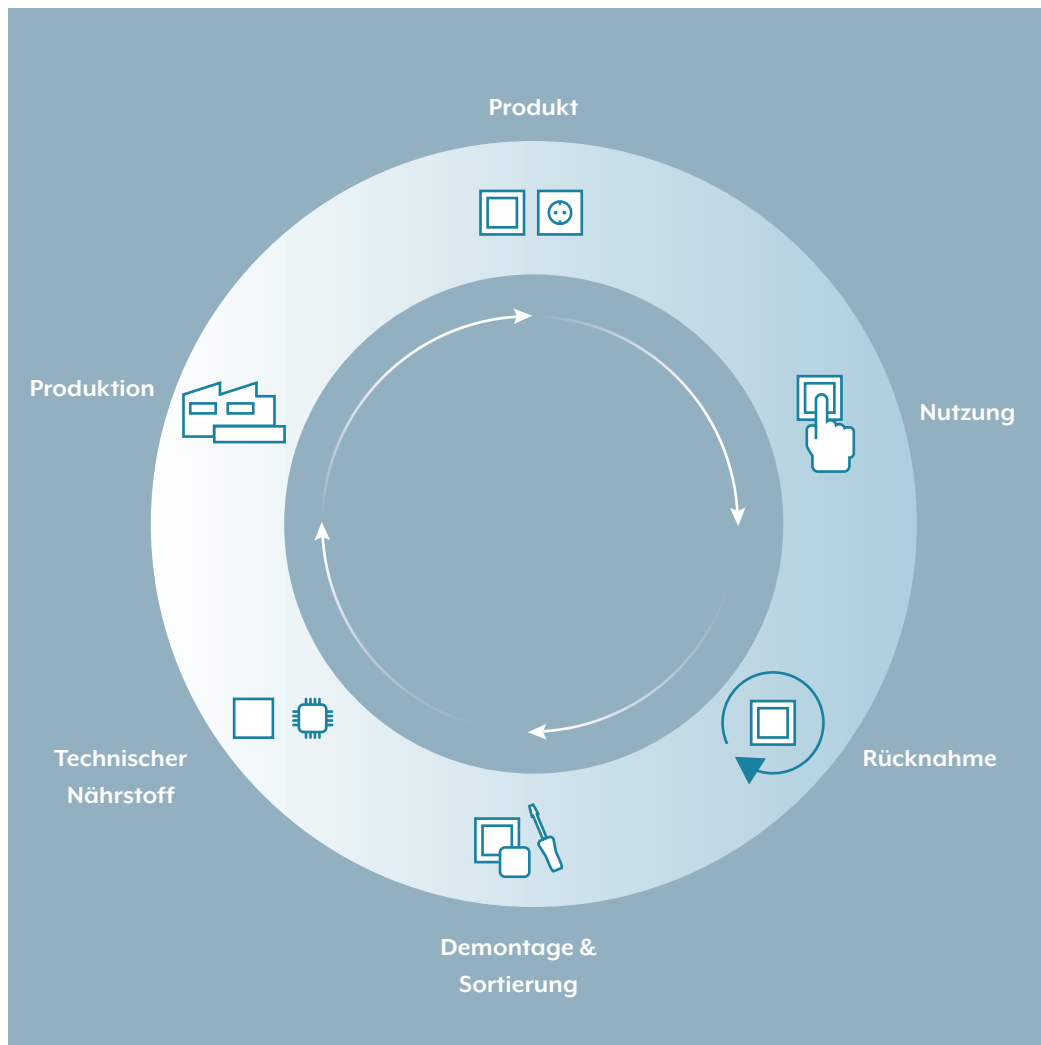 Produkt
Produktion
Nutzung
Technischer
Nährstoff
Rücknahme
Demontage &
Sortierung